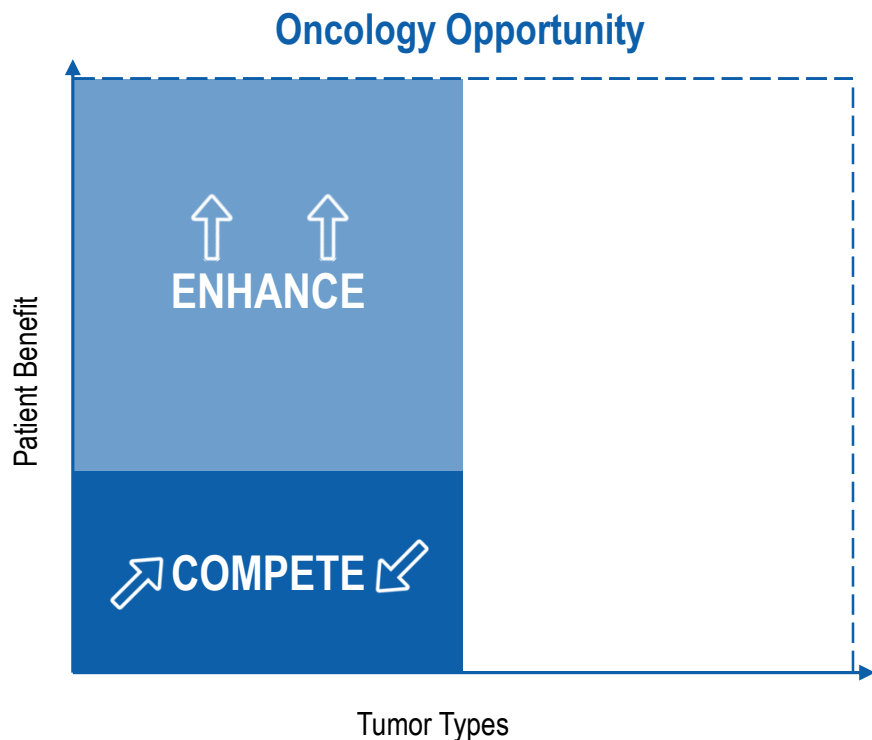 Oncology Opportunity
ENHANCE
Patient Benefit
COMPETE
Tumor Types